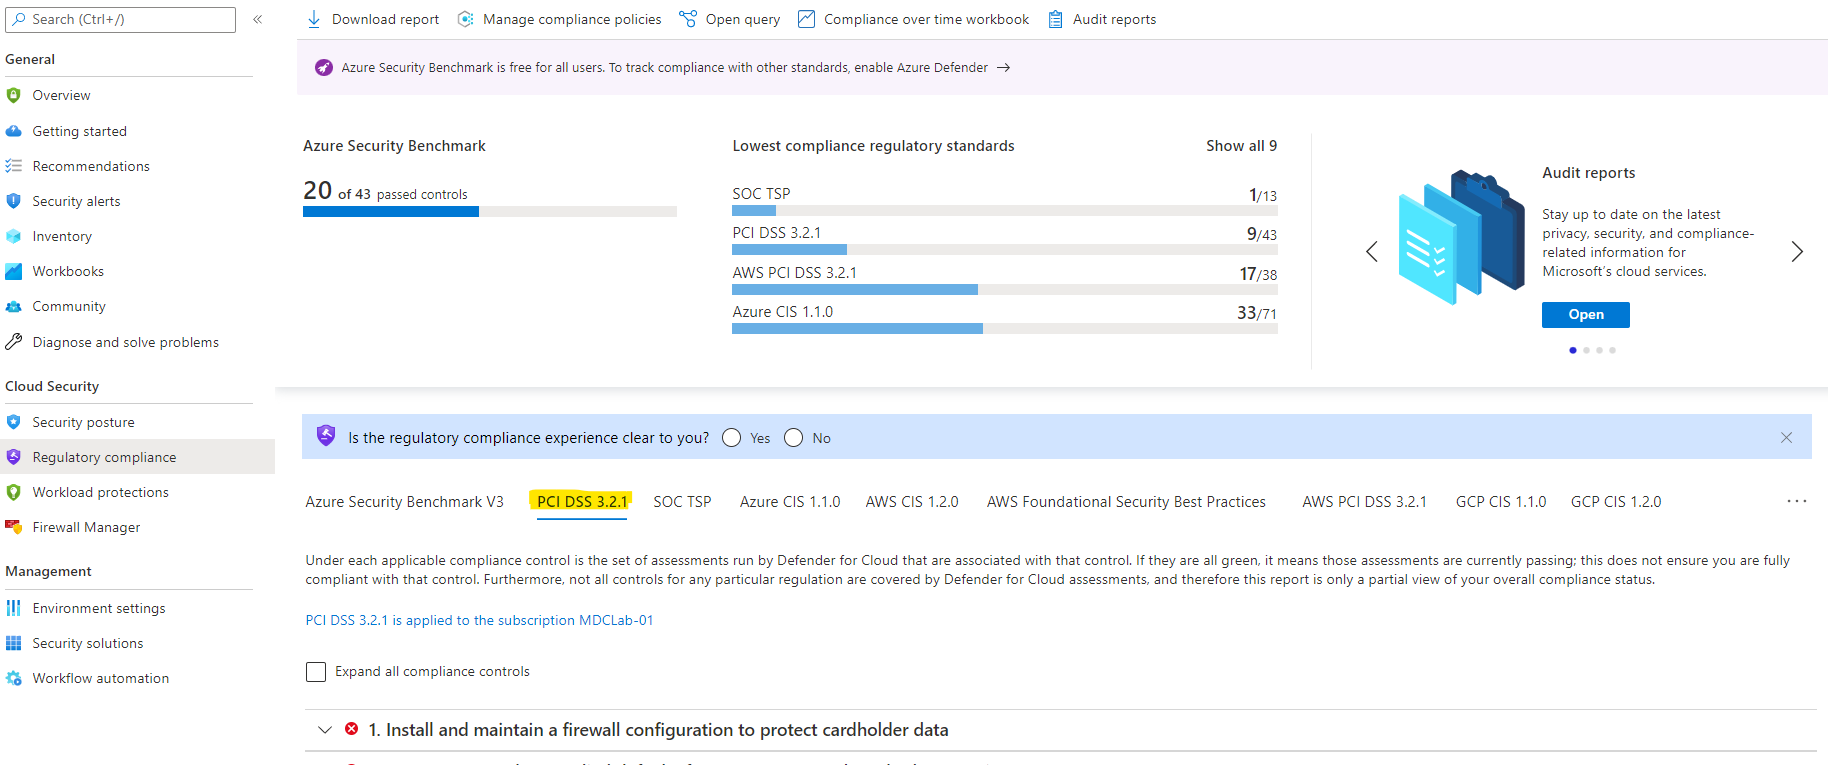 Search (Ctrl+/)
«
Download report
Manage compliance policies
Open query
Compliance over time workbook
Audit reports
General
Overview
Getting started
Recommendations
Security alerts
Inventory
Workbooks
Community
Diagnose and solve problems
Cloud Security
Security posture
Regulatory compliance
Workload protections
Firewall Manager
Management
Environment settings
Security solutions
Workflow automation
Azure Security Benchmark is free for all users. To track compliance with other standards, enable Azure Defender →
Azure Security Benchmark
20 of 43 passed controls
Lowest compliance regulatory standards
Show all 9
SOC TSP 1/13
PCI DSS 3.2.1 9/43
AWS PCI DSS 3.2.1 17/38
Azure CIS 1.1.0 33/71
Audit reports
Stay up to date on the latest
privacy, security, and compliance-
related information for
Microsoft's cloud services.
Open
Is the regulatory compliance experience clear to you? Yes No
Azure Security Benchmark V3
PCI DSS 3.2.1
SOC TSP
Azure CIS 1.1.0
AWS CIS 1.2.0
AWS Foundational Security Best Practices
AWS PCI DSS 3.2.1
GCP CIS 1.1.0
GCP CIS 1.2.0
...
Under each applicable compliance control is the set of assessments run by Defender for Cloud that are associated with that control. If they are all green, it means those assessments are currently passing; this does not ensure you are fully
compliant with that control. Furthermore, not all controls for any particular regulation are covered by Defender for Cloud assessments, and therefore this report is only a partial view of your overall compliance status.
PCI DSS 3.2.1 is applied to the subscription MDCLab-01
Expand all compliance controls
1. Install and maintain a firewall configuration to protect cardholder data